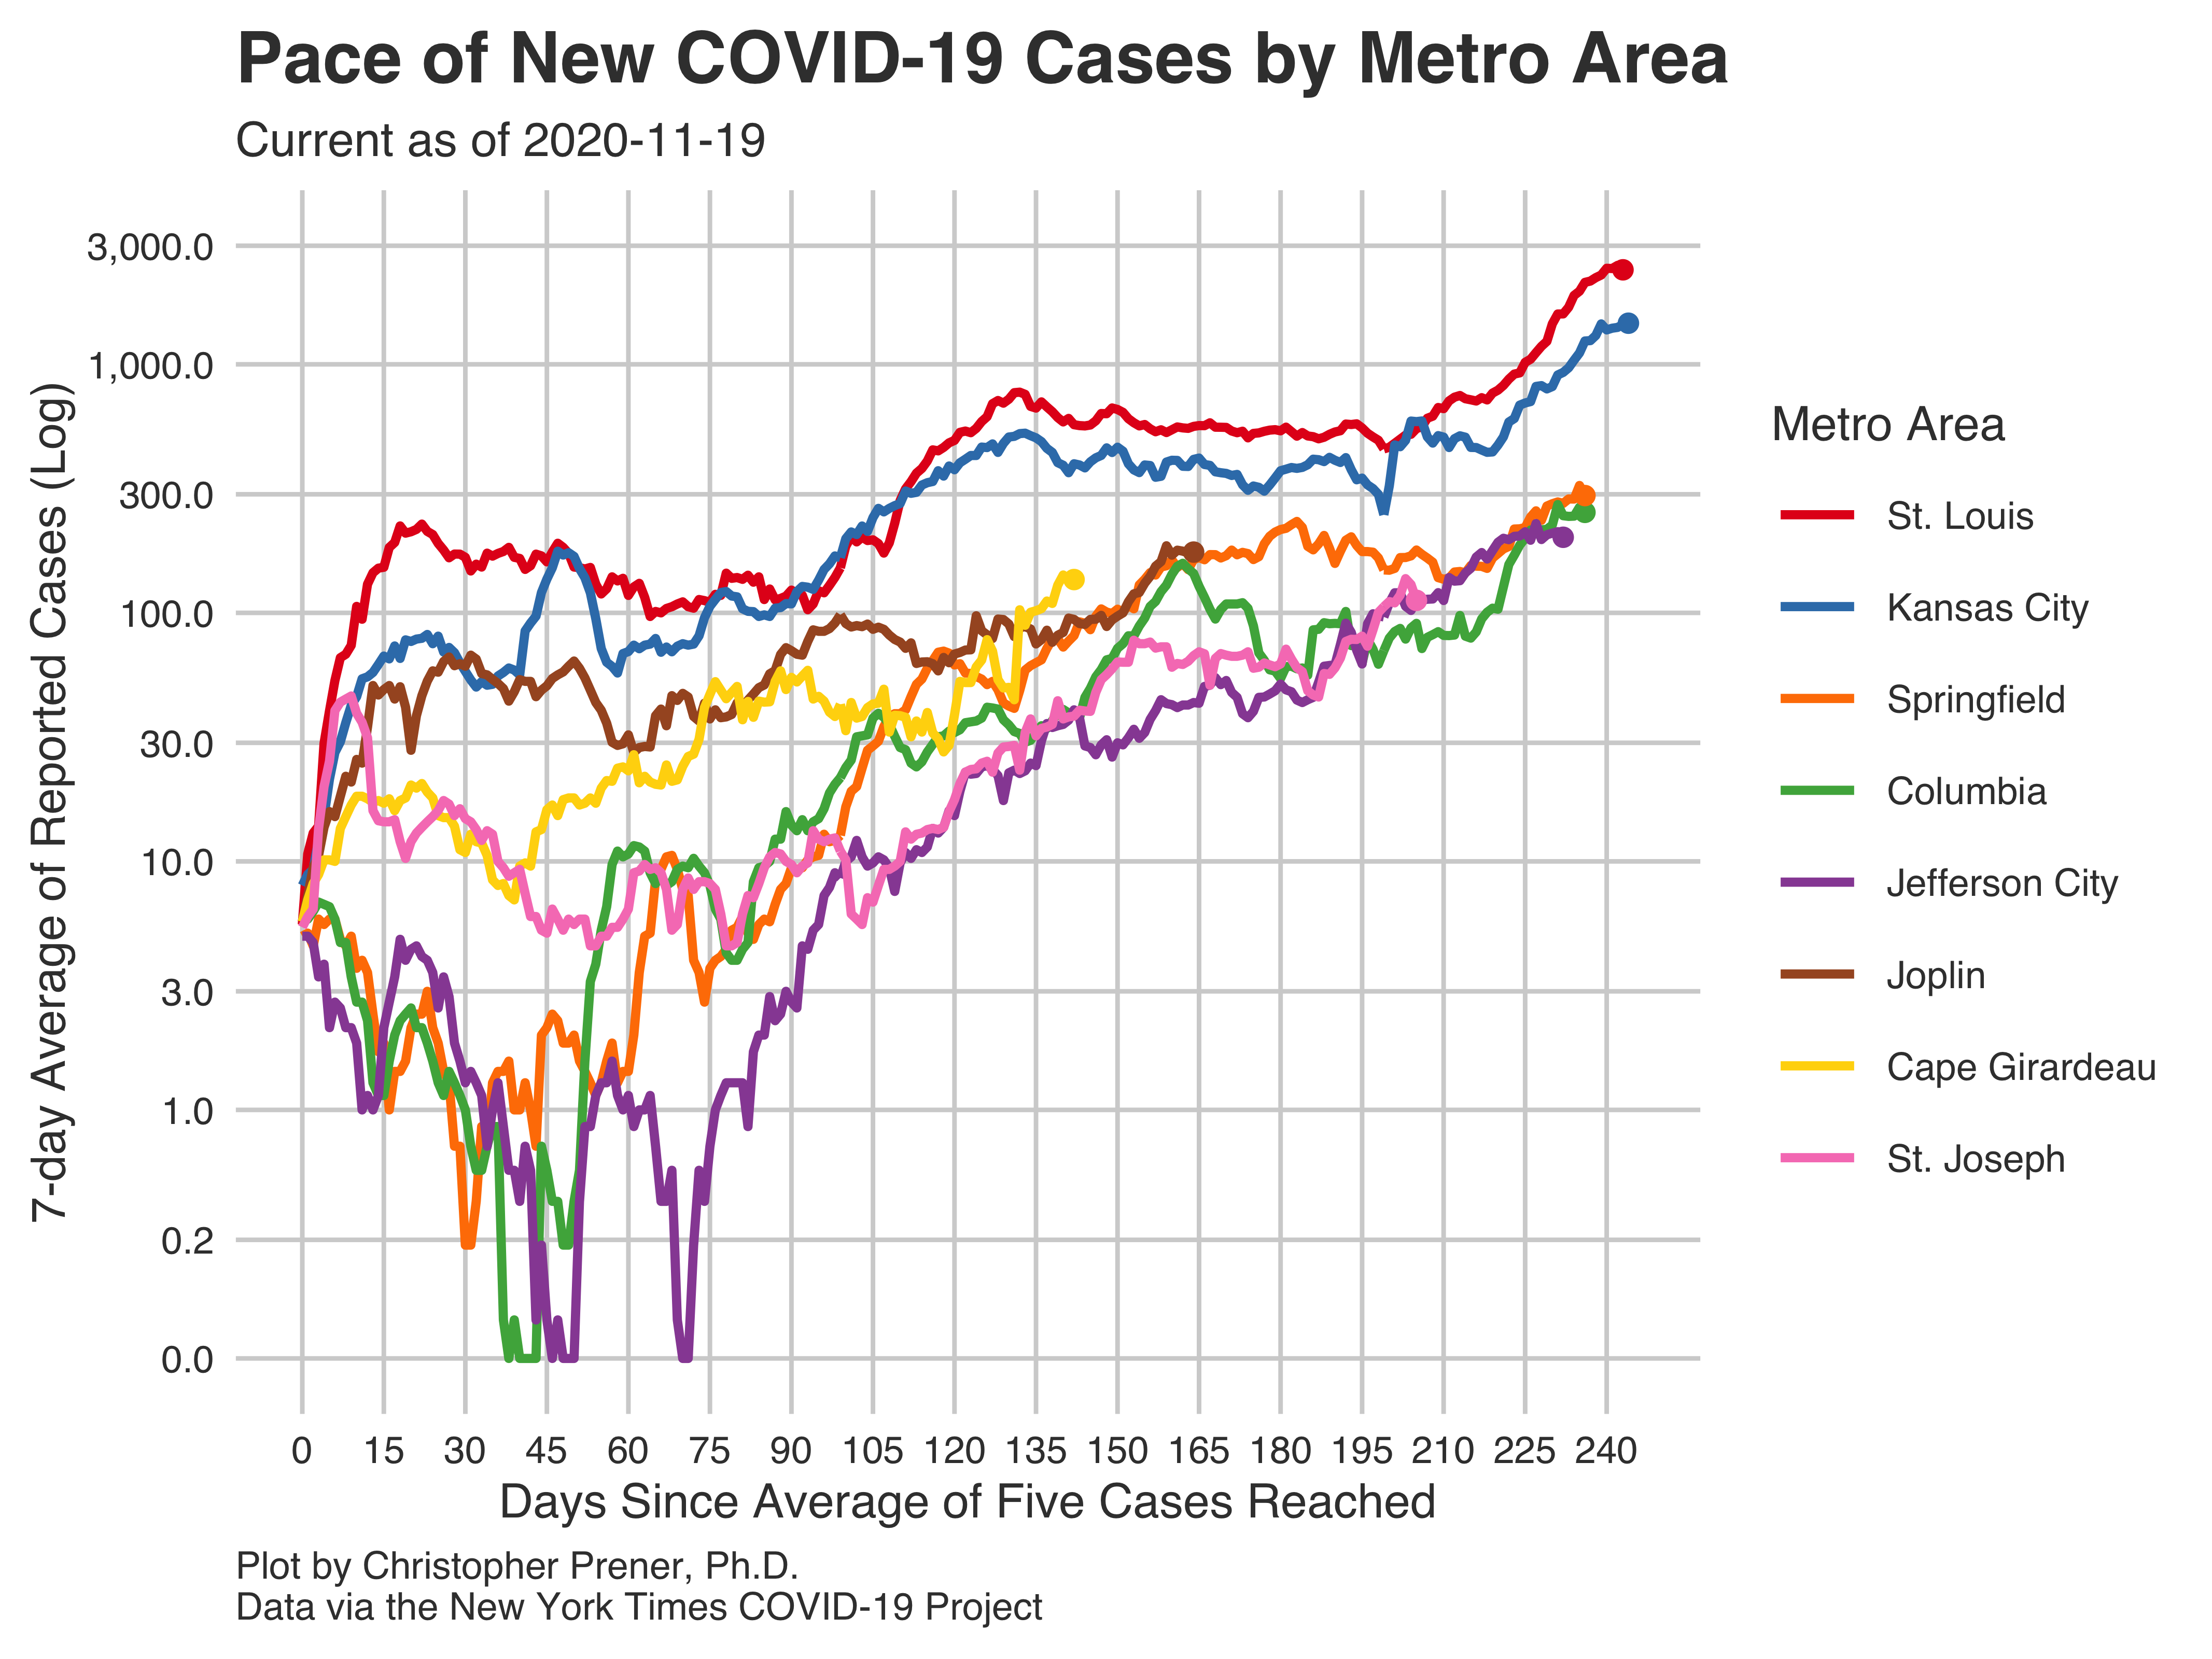 Pace of New COVID-19 Cases by Metro Area
Current as of 2020-11-19
7-day Average of Reported Cases (Log)
3,000.0
1,000.0
300.0
100.0
30.0
10.0
3.0
1.0
0.2
0.0
0 15 30 45 60 75 90 105 120 135 150 165 180 195 210 225 240
Days Since Average of Five Cases Reached
Metro Area
St. Louis
Kansas City
Springfield
Columbia
Jefferson City
Joplin
Cape Girardeau
St. Joseph
Plot by Christopher Prener, Ph.D.
Data via the New York Times COVID-19 Project